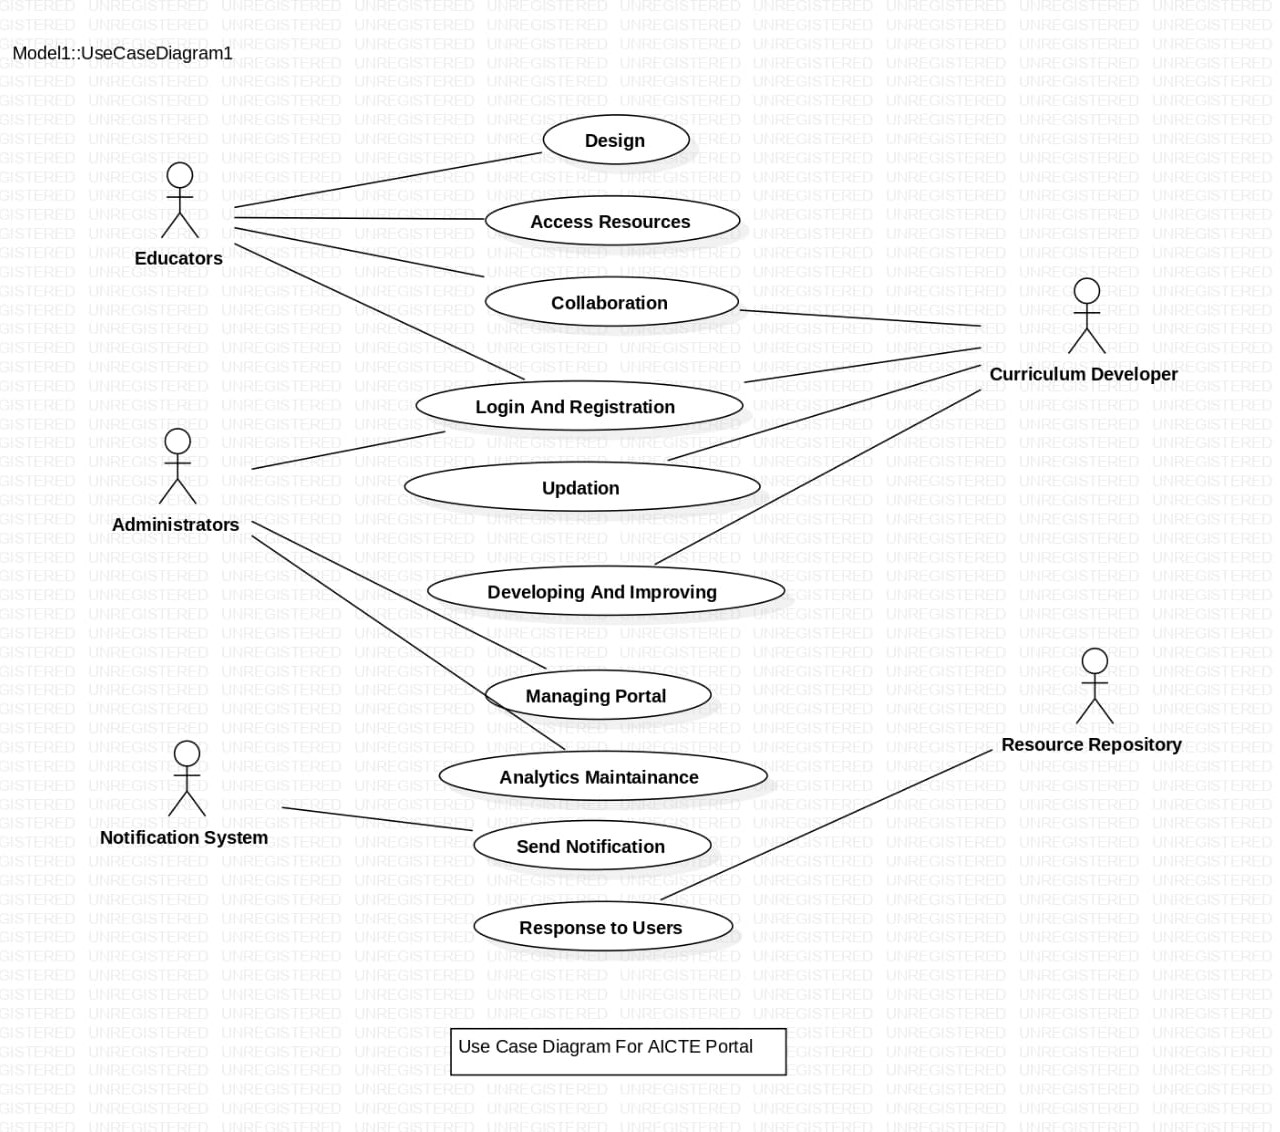 Model1::UseCaseDiagram1
Design
Access Resources
Educators
Collaboration
Curriculum Developer
Login And Registration
Updation
Administrators
Developing And Improving
Managing Portal
Resource Repository
Analytics Maintainance
Notification System
Send Notification
Response to Users
Use Case Diagram For AICTE Portal
UNREGISTERED